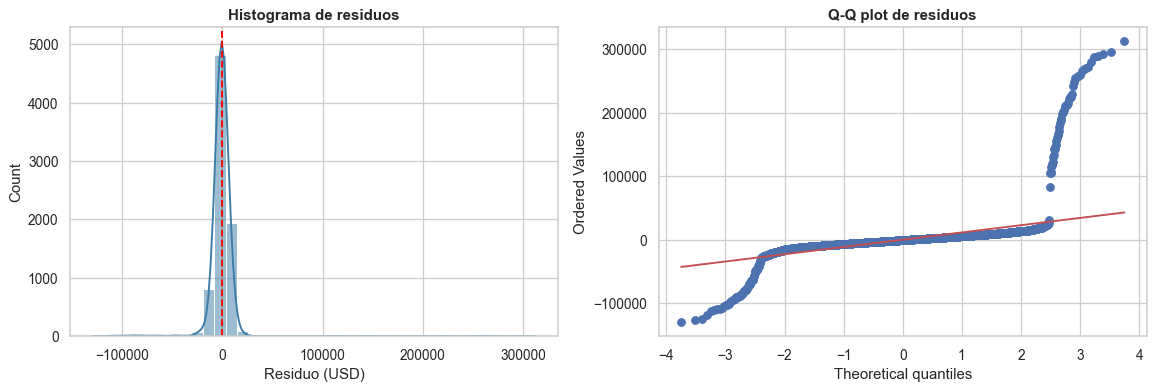 Histograma de residuos
5000
4000
3000
2000
1000
0
Count
−100000 0 100000 200000 300000
Residuo (USD)
Q-Q plot de residuos
300000
200000
100000
0
−100000
Ordered Values
−4 −3 −2 −1 0 1 2 3 4
Theoretical quantiles